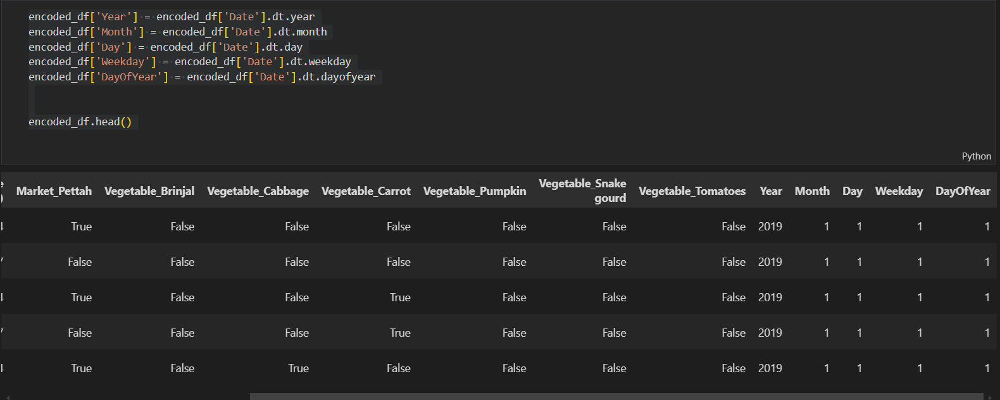 encoded_df['Year'] = encoded_df['Date'].dt.year
encoded_df['Month'] = encoded_df['Date'].dt.month
encoded_df['Day'] = encoded_df['Date'].dt.day
encoded_df['Weekday'] = encoded_df['Date'].dt.weekday
encoded_df['DayOfYear'] = encoded_df['Date'].dt.dayofyear
encoded_df.head()
Python
Market_Pettah Vegetable_Brinjal Vegetable_Cabbage Vegetable_Carrot Vegetable_Pumpkin Vegetable_Snake gourd Vegetable_Tomatoes Year Month Day Weekday DayOfYear
True False False False False False False 2019 1 1 1 1
False False False False False False False 2019 1 1 1 1
True False False True False False False 2019 1 1 1 1
False False False True False False False 2019 1 1 1 1
True False True False False False False 2019 1 1 1 1